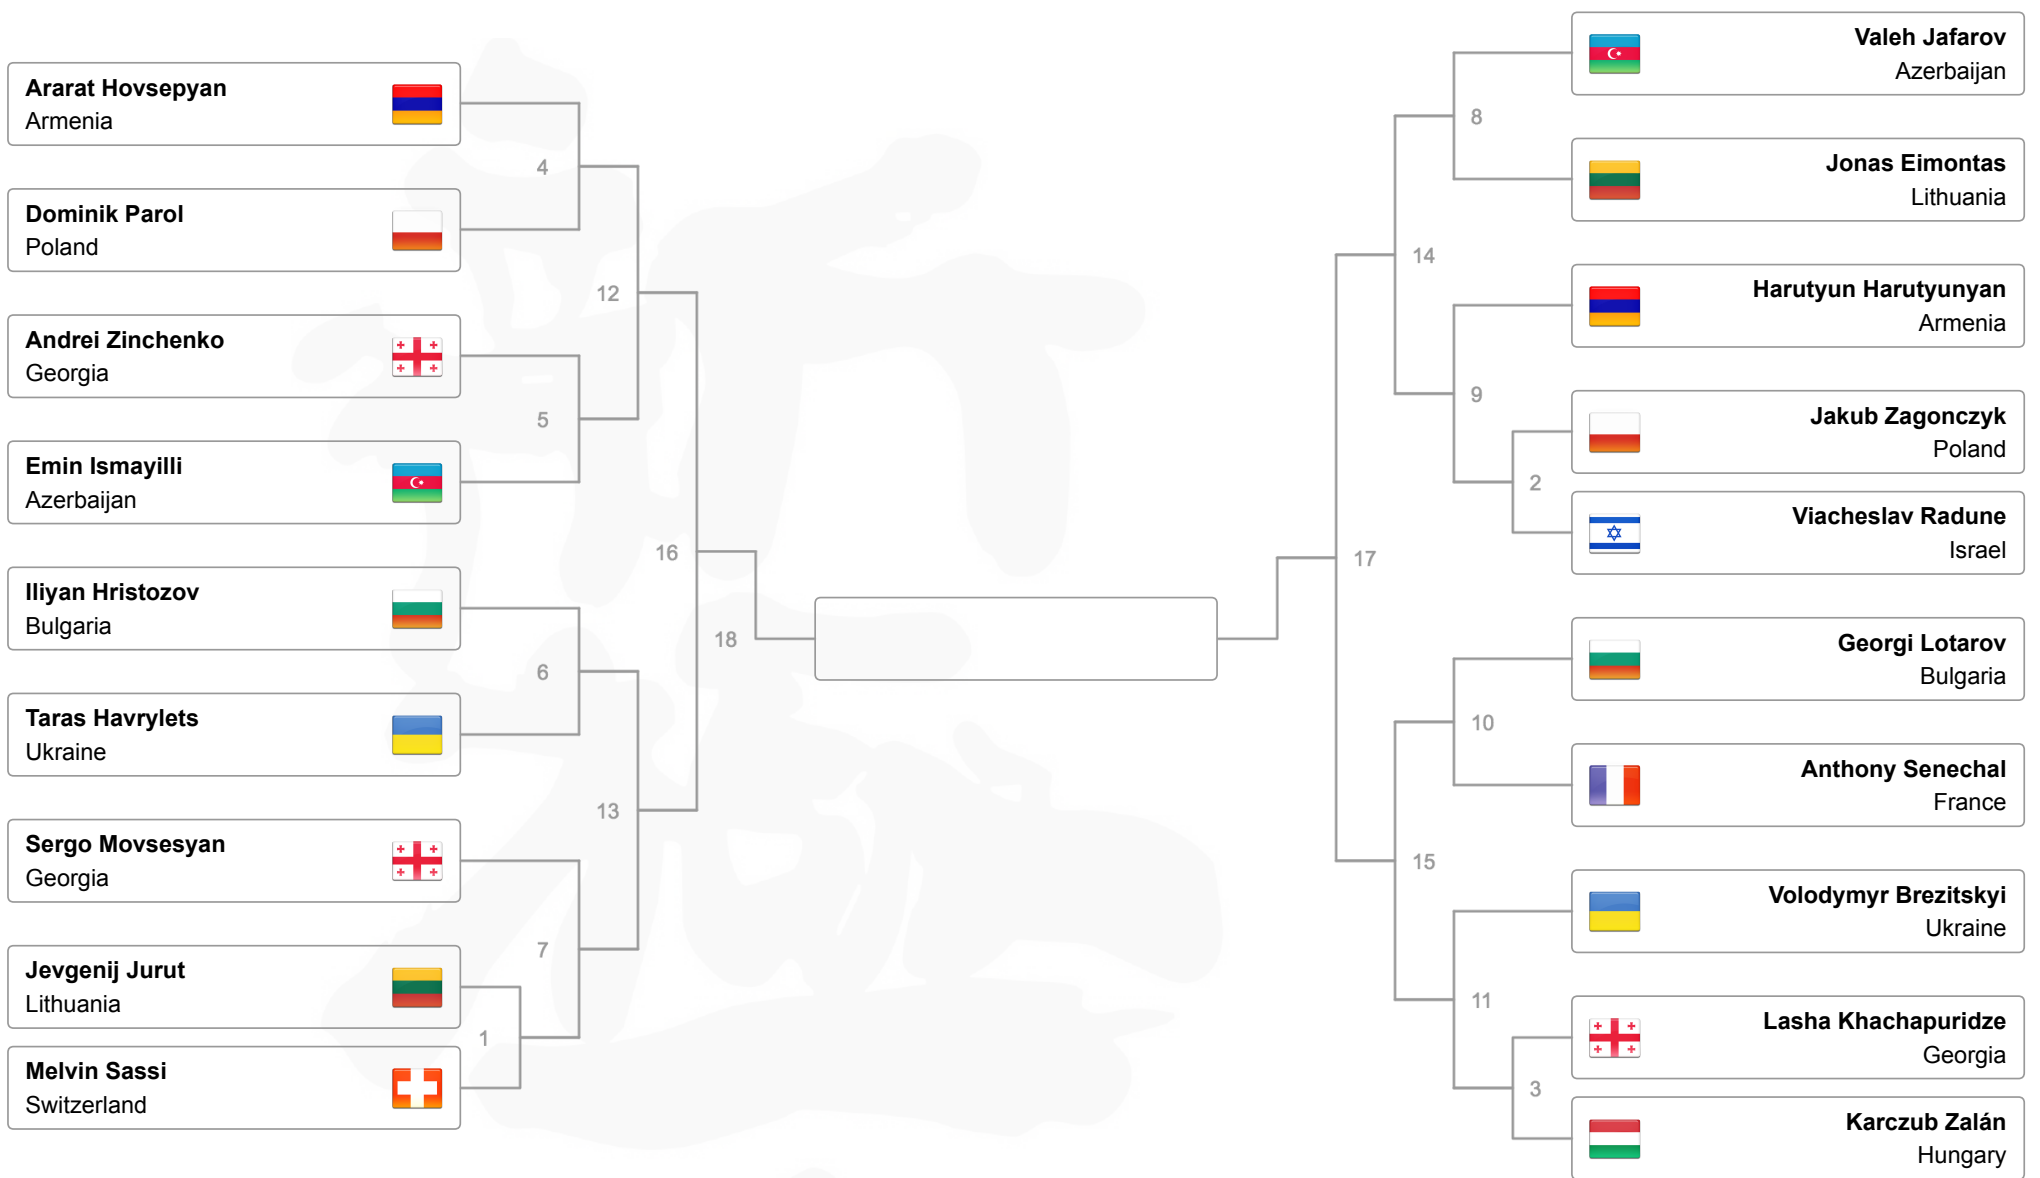 Ararat Hovsepyan
Armenia
Dominik Parol
Poland
Andrei Zinchenko
Georgia
Emin Ismayilli
Azerbaijan
Iliyan Hristozov
Bulgaria
Taras Havrylets
Ukraine
Sergo Movsesyan
Georgia
Jevgenij Jurut
Lithuania
Melvin Sassi
Switzerland
4
5
6
7
1
12
13
16
18
17
14
15
8
9
2
10
11
3
Valeh Jafarov
Azerbaijan
Jonas Eimontas
Lithuania
Harutyun Harutyunyan
Armenia
Jakub Zagonczyk
Poland
Viacheslav Radune
Israel
Georgi Lotarov
Bulgaria
Anthony Senechal
France
Volodymyr Brezitskyi
Ukraine
Lasha Khachapuridze
Georgia
Karczub Zalán
Hungary